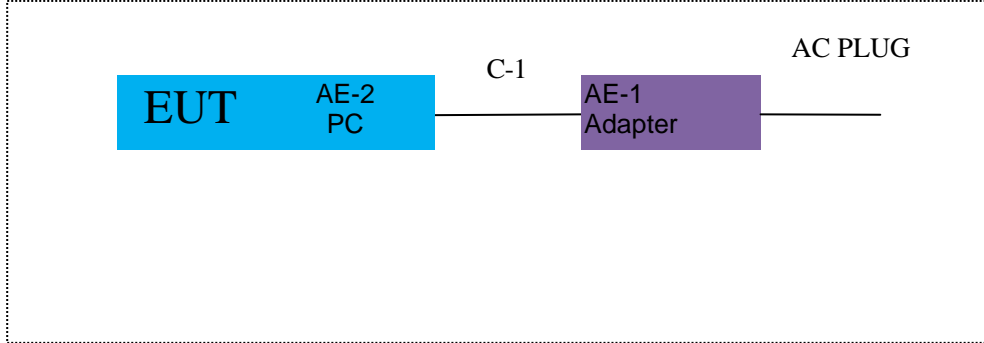 AC PLUG
C-1
EUT
AE-2
PC
AE-1
Adapter